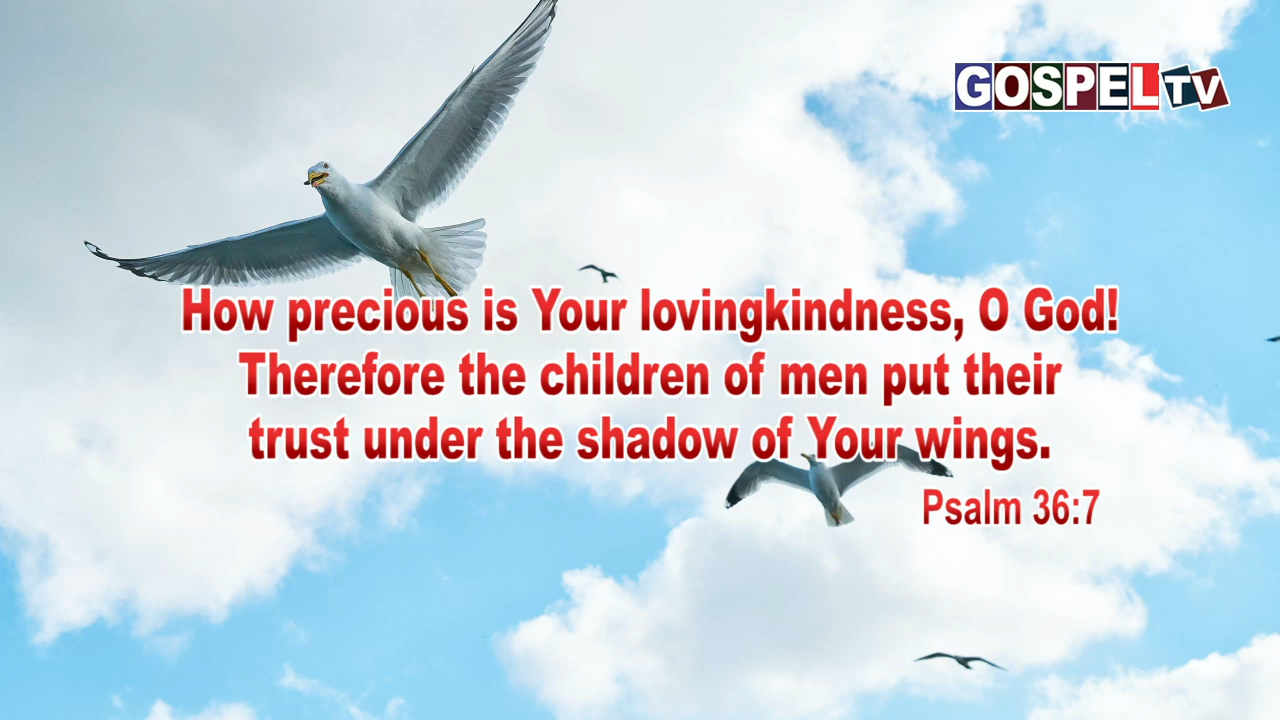 GOSPEL TV
How precious is Your lovingkindness, O God!
Therefore the children of men put their
trust under the shadow of Your wings.
Psalm 36:7